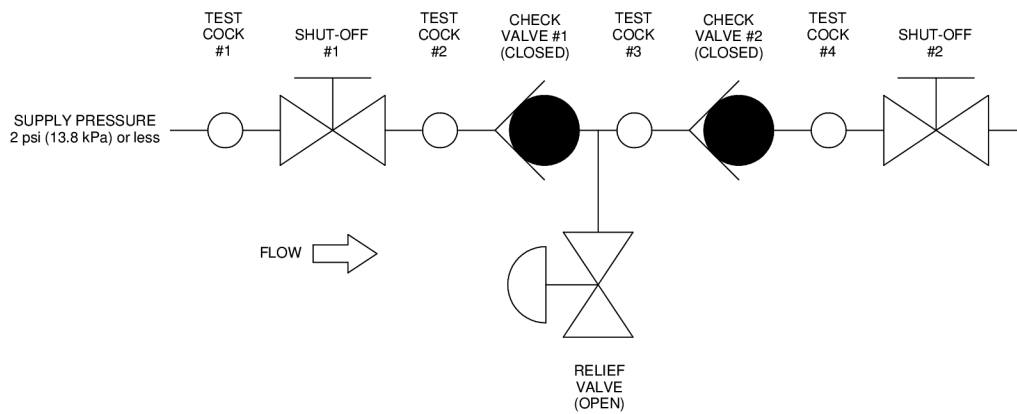 TEST
COCK
#1
SHUT-OFF
#1
TEST
COCK
#2
CHECK
VALVE #1
(CLOSED)
TEST
COCK
#3
CHECK
VALVE #2
(CLOSED)
TEST
COCK
#4
SHUT-OFF
#2
SUPPLY PRESSURE
2 psi (13.8 kPa) or less
FLOW
RELIEF
VALVE
(OPEN)